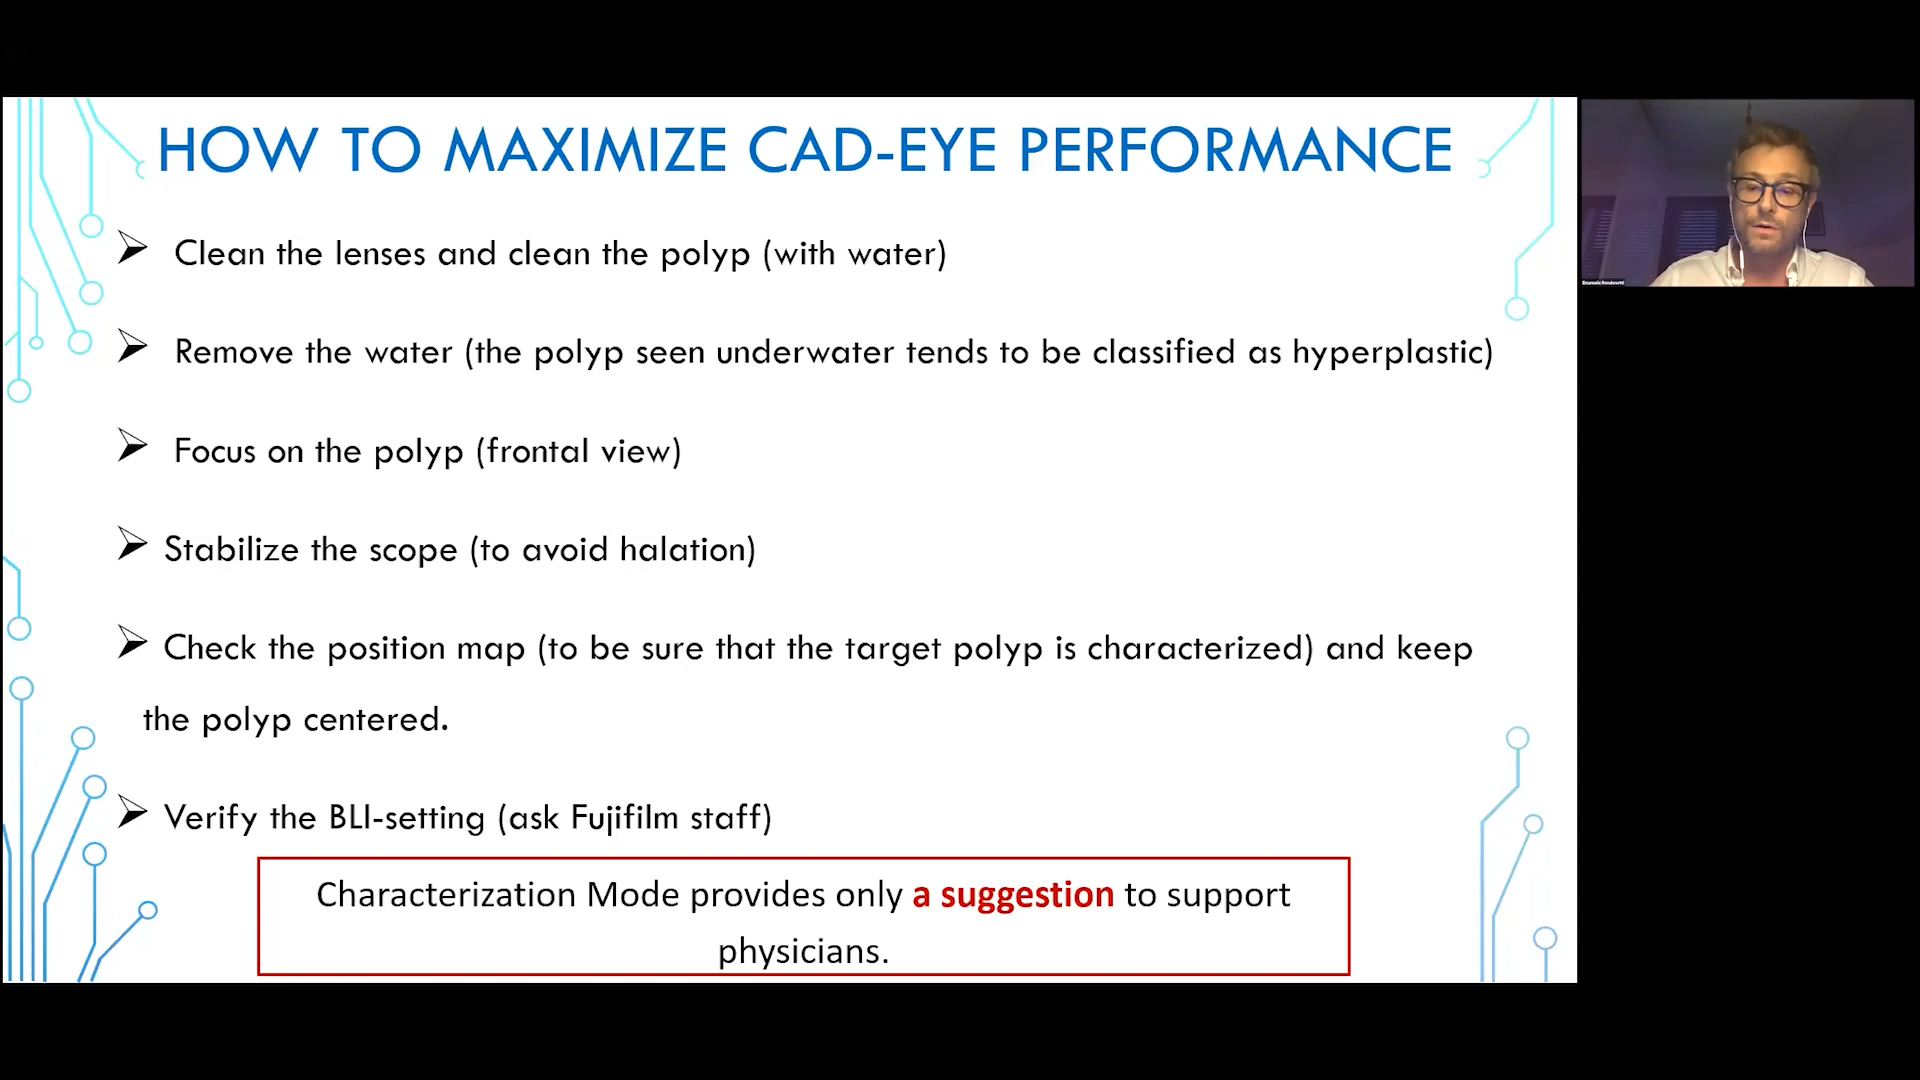 HOW TO MAXIMIZE CAD-EYE PERFORMANCE
Clean the lenses and clean the polyp (with water)
Remove the water (the polyp seen underwater tends to be classified as hyperplastic)
Focus on the polyp (frontal view)
Stabilize the scope (to avoid halation)
Check the position map (to be sure that the target polyp is characterized) and keep
the polyp centered.
Verify the BLI-setting (ask Fujifilm staff)
Characterization Mode provides only a suggestion to support
physicians.
Emanuele Rondonotti